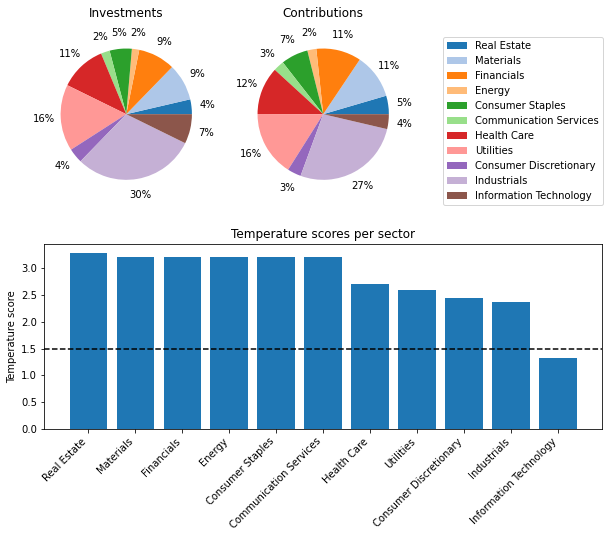 Investments
4%
9%
9%
2%
5%
2%
11%
16%
4%
30%
7%
Contributions
5%
11%
11%
2%
7%
3%
12%
16%
3%
27%
4%
Real Estate
Materials
Financials
Energy
Consumer Staples
Communication Services
Health Care
Utilities
Consumer Discretionary
Industrials
Information Technology
Temperature scores per sector
Temperature score
3.0
2.5
2.0
1.5
1.0
0.5
0.0
Real Estate
Materials
Financials
Energy
Consumer Staples
Communication Services
Health Care
Utilities
Consumer Discretionary
Industrials
Information Technology